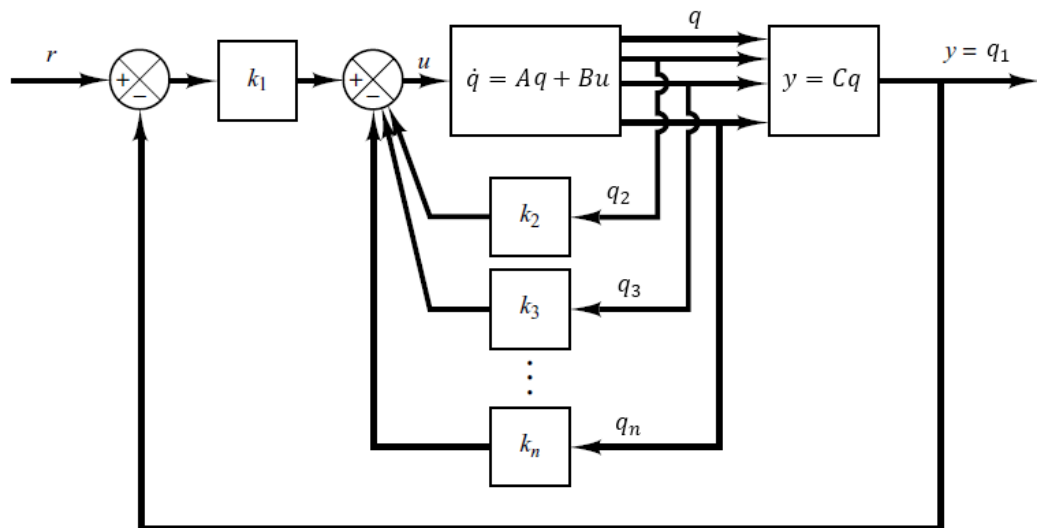 r
+
−
k₁
+
−
u
q̇ = Aq + Bu
q
y = Cq
y = q₁
k₂
q₂
k₃
q₃
⋮
kₙ
qₙ